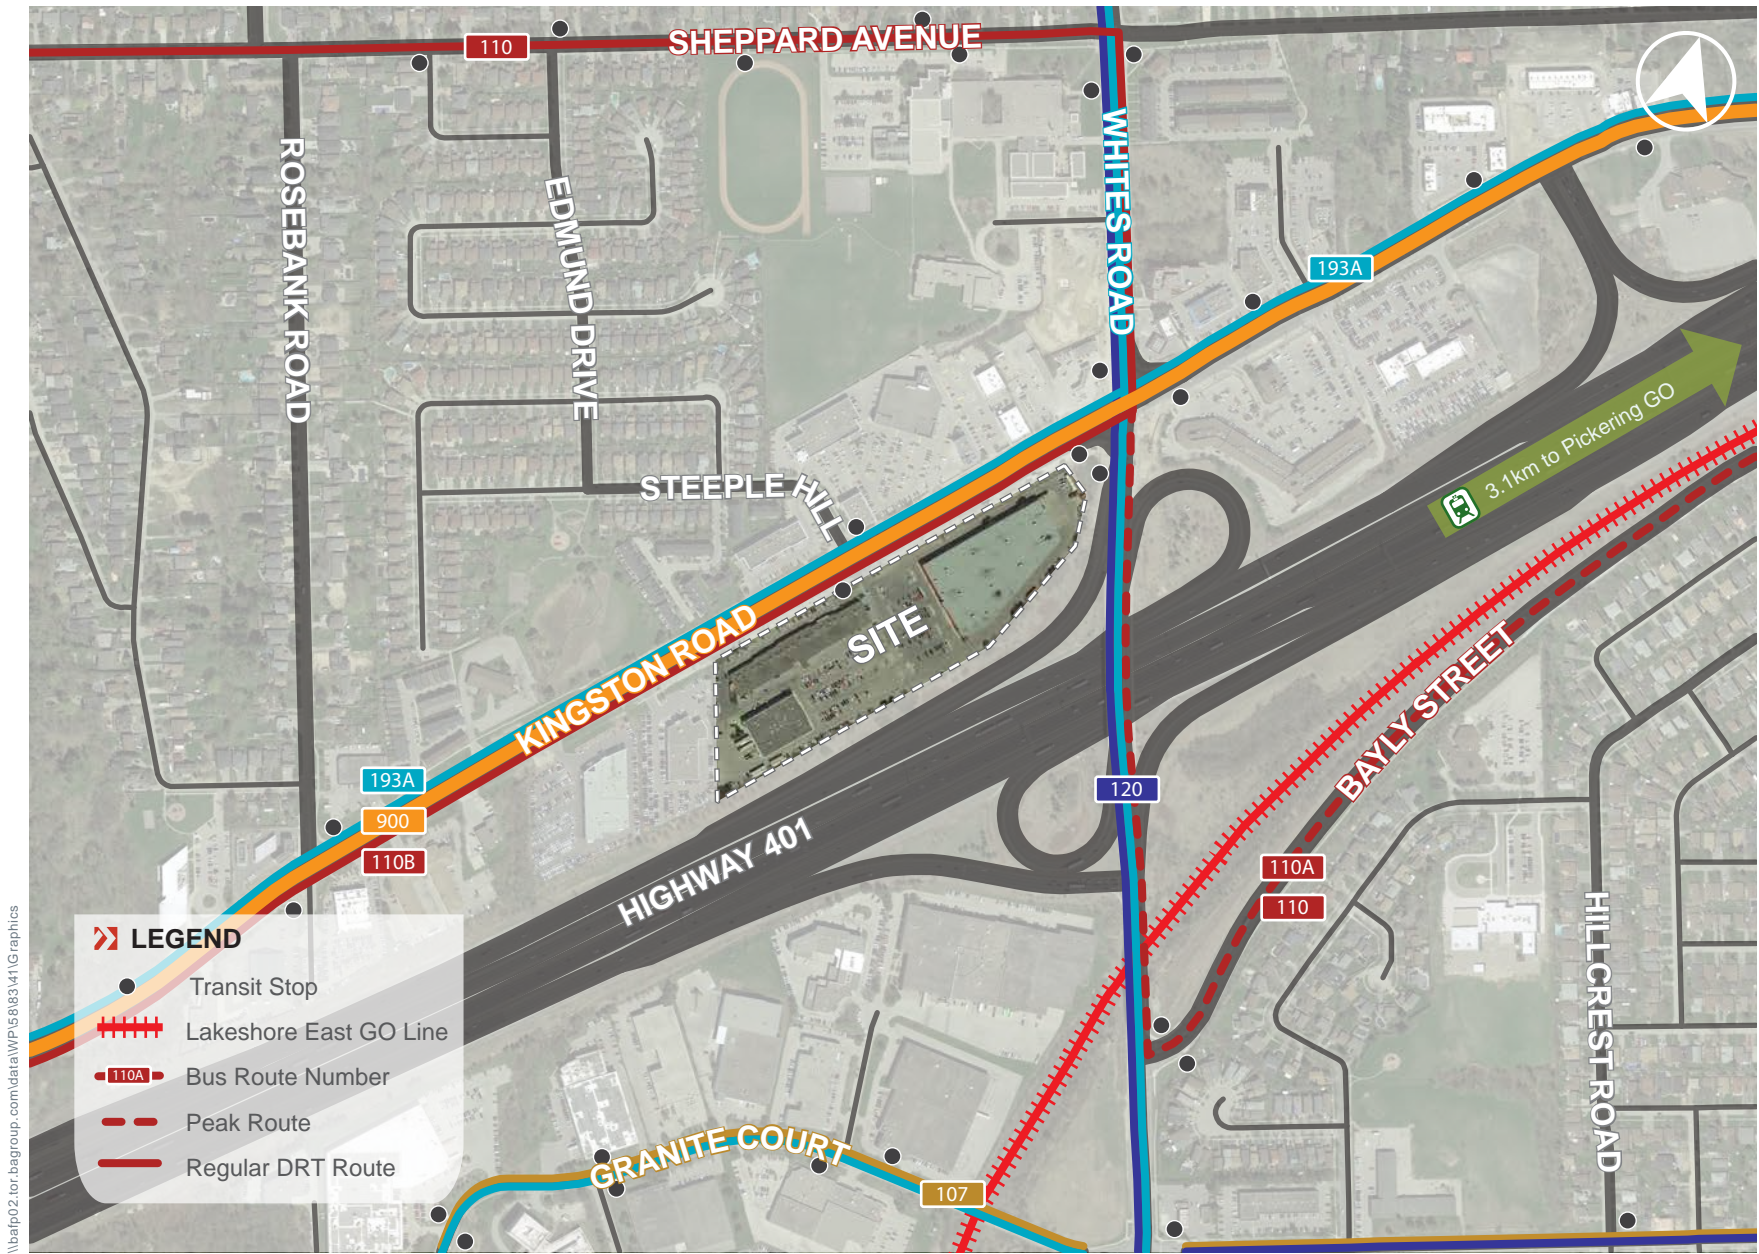 110
SHEPPARD AVENUE
WHITES ROAD
ROSEBANK ROAD
EDMUND DRIVE
193A
3.1km to Pickering GO
STEEPLE HILL
SITE
KINGSTON ROAD
BAYLY STREET
193A
900
110B
120
HIGHWAY 401
110A
110
HILLCREST ROAD
LEGEND
Transit Stop
Lakeshore East GO Line
110A Bus Route Number
Peak Route
Regular DRT Route
GRANITE COURT
107
\\bafp02.tor.bagroup.com\data\WP\58\83\41\Graphics